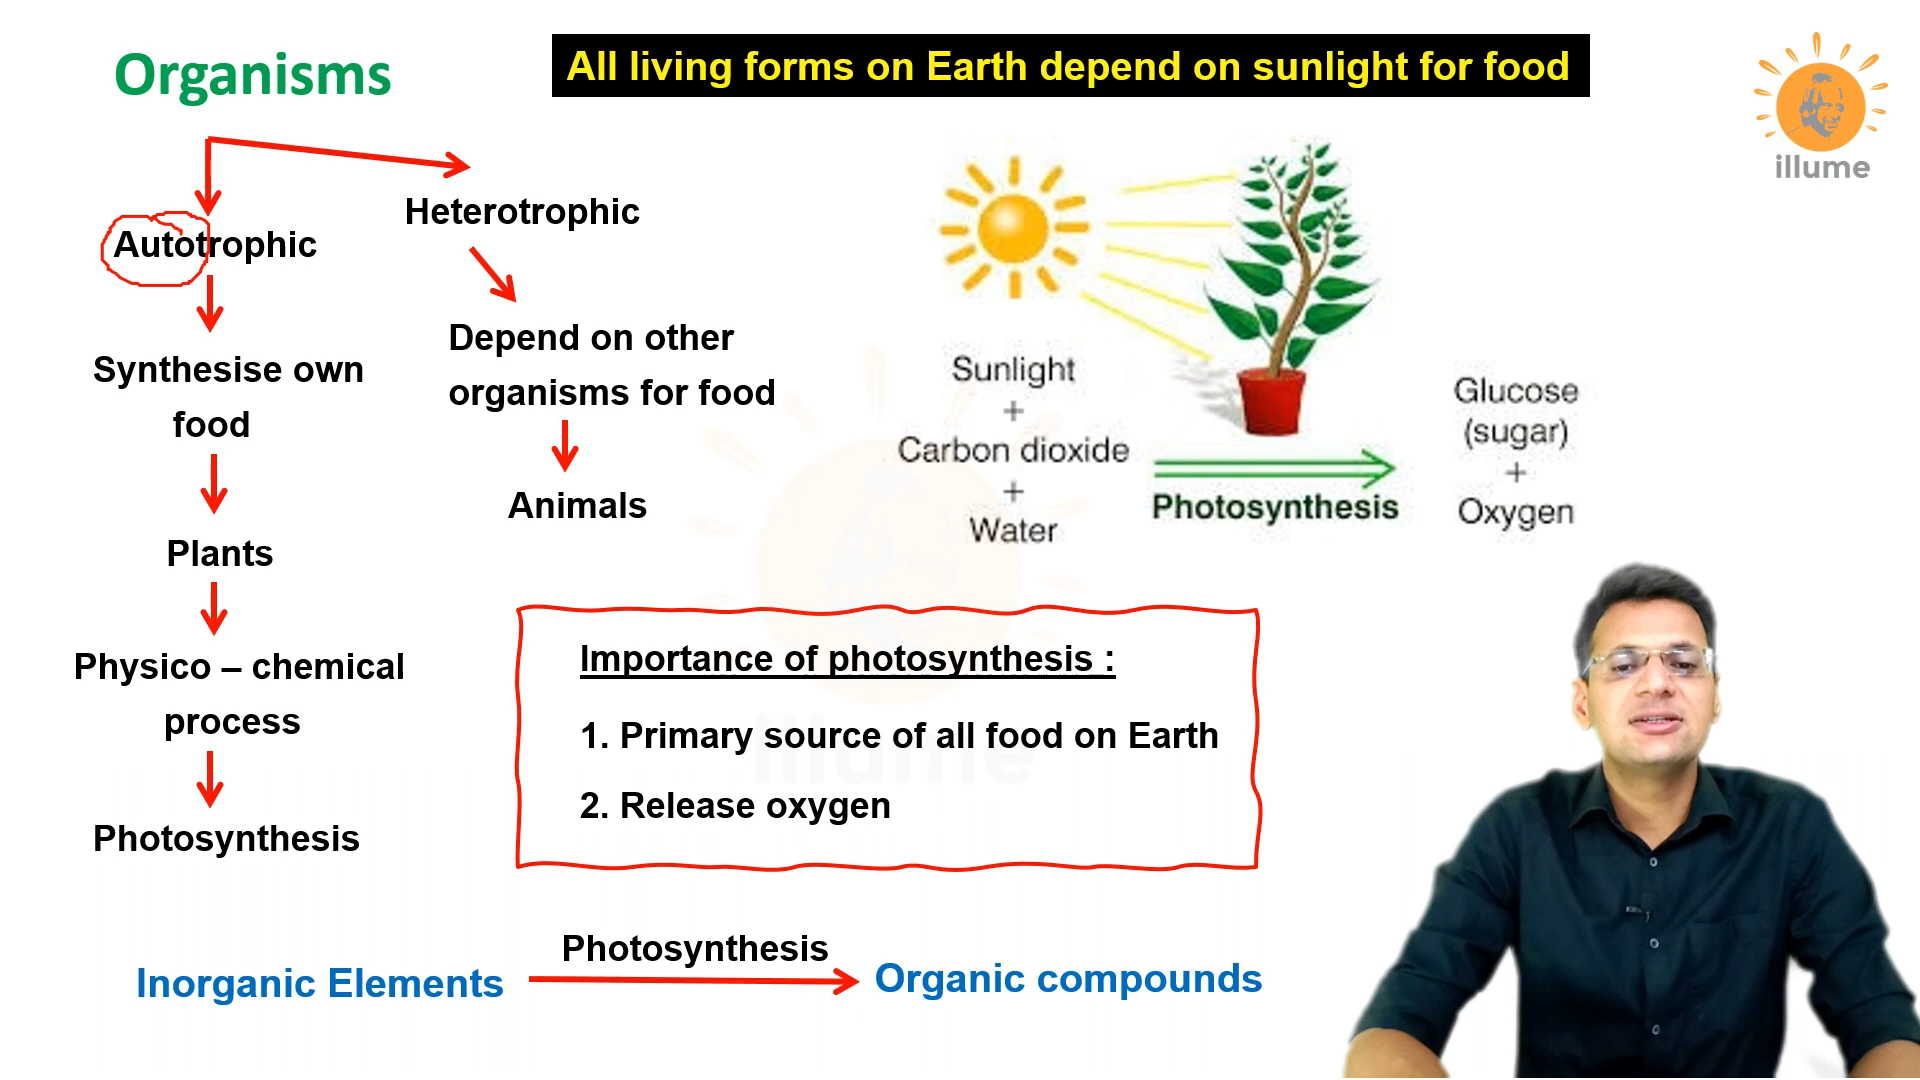 Organisms
All living forms on Earth depend on sunlight for food
illume
Autotrophic
Heterotrophic
Synthesise own
food
Depend on other
organisms for food
Plants
Animals
Physico – chemical
process
Photosynthesis
Sunlight
+
Carbon dioxide
+
Water
Photosynthesis
Glucose
(sugar)
+
Oxygen
Importance of photosynthesis :
1. Primary source of all food on Earth
2. Release oxygen
illume
Inorganic Elements
Photosynthesis
Organic compounds